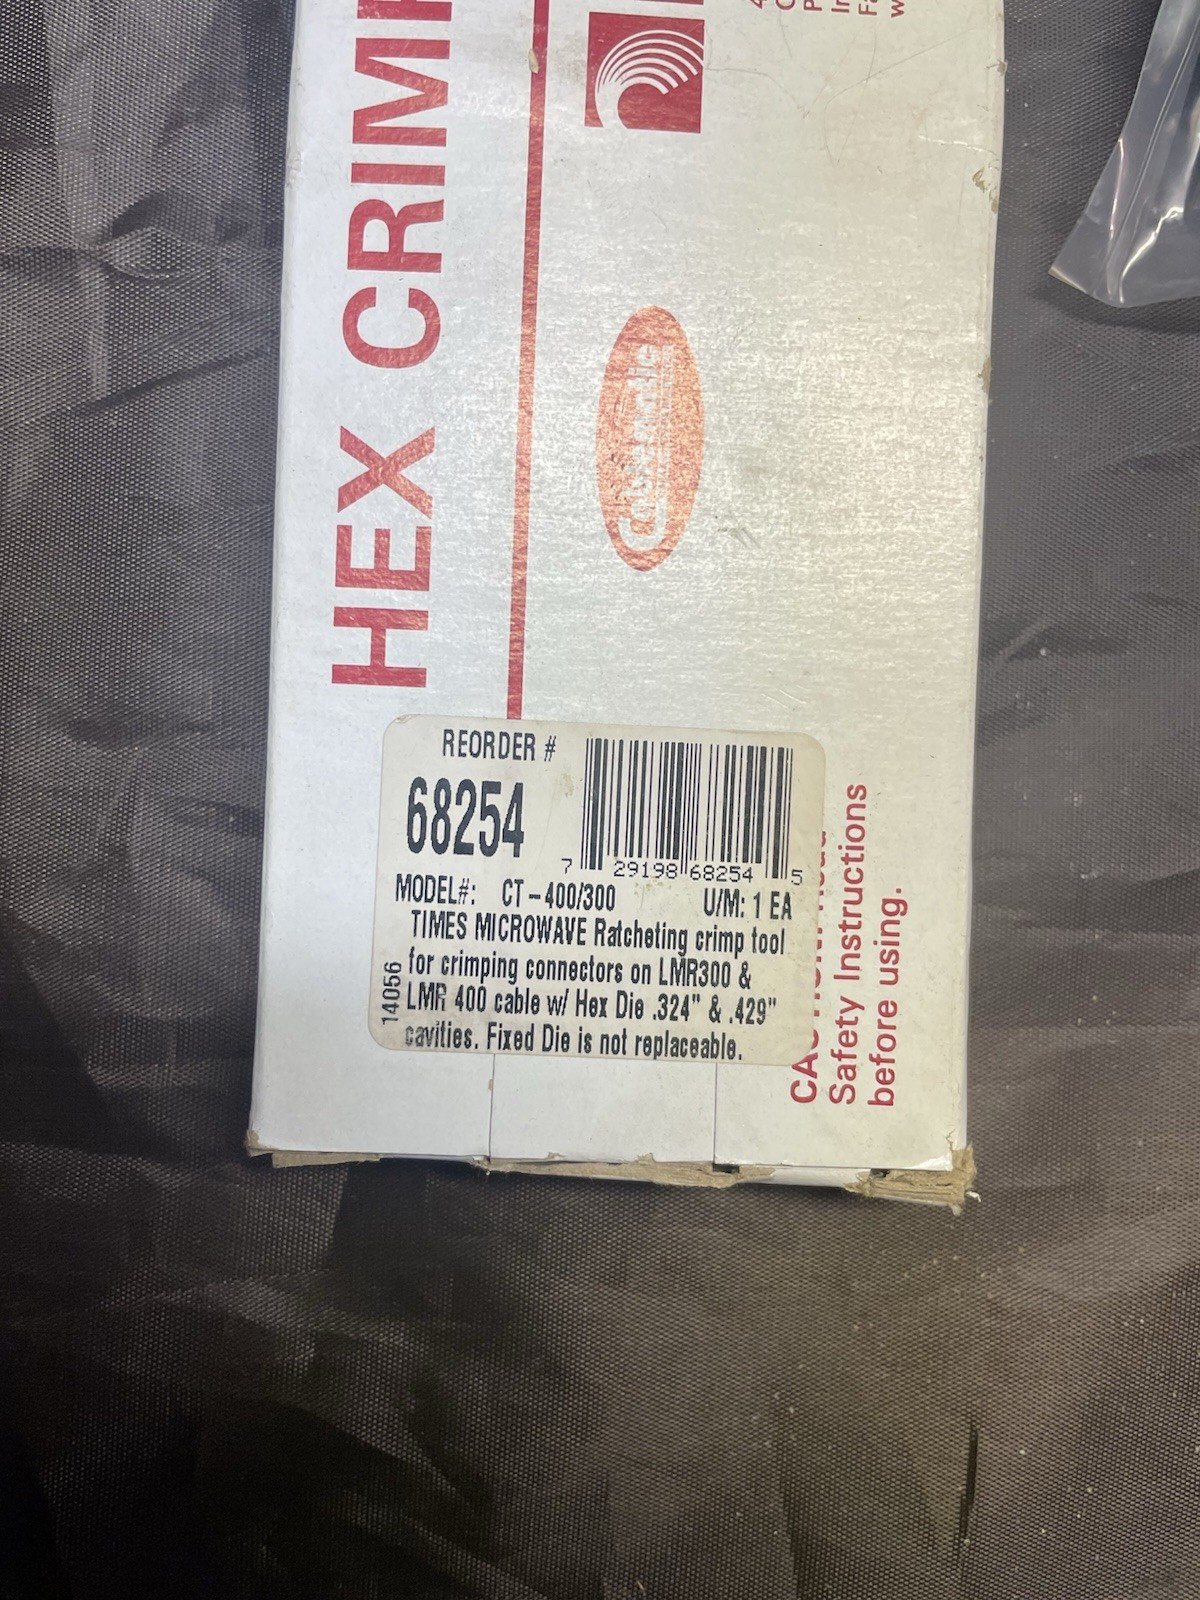 HEX CRIMP
Cablematic
REORDER #
68254
7 29198 68254 5
MODEL#: CT-400/300 U/M: 1 EA
TIMES MICROWAVE Ratcheting crimp tool
for crimping connectors on LMR300 &
LMR 400 cable w/ Hex Die .324" & .429"
cavities. Fixed Die is not replaceable.
14056
Safety Instructions
before using.